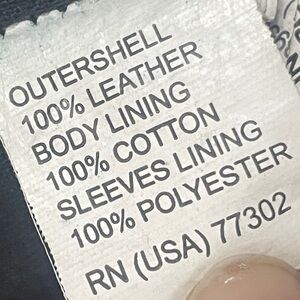 OUTERSHELL
100% LEATHER
BODY LINING
100% COTTON
SLEEVES LINING
100% POLYESTER
RN (USA) 77302